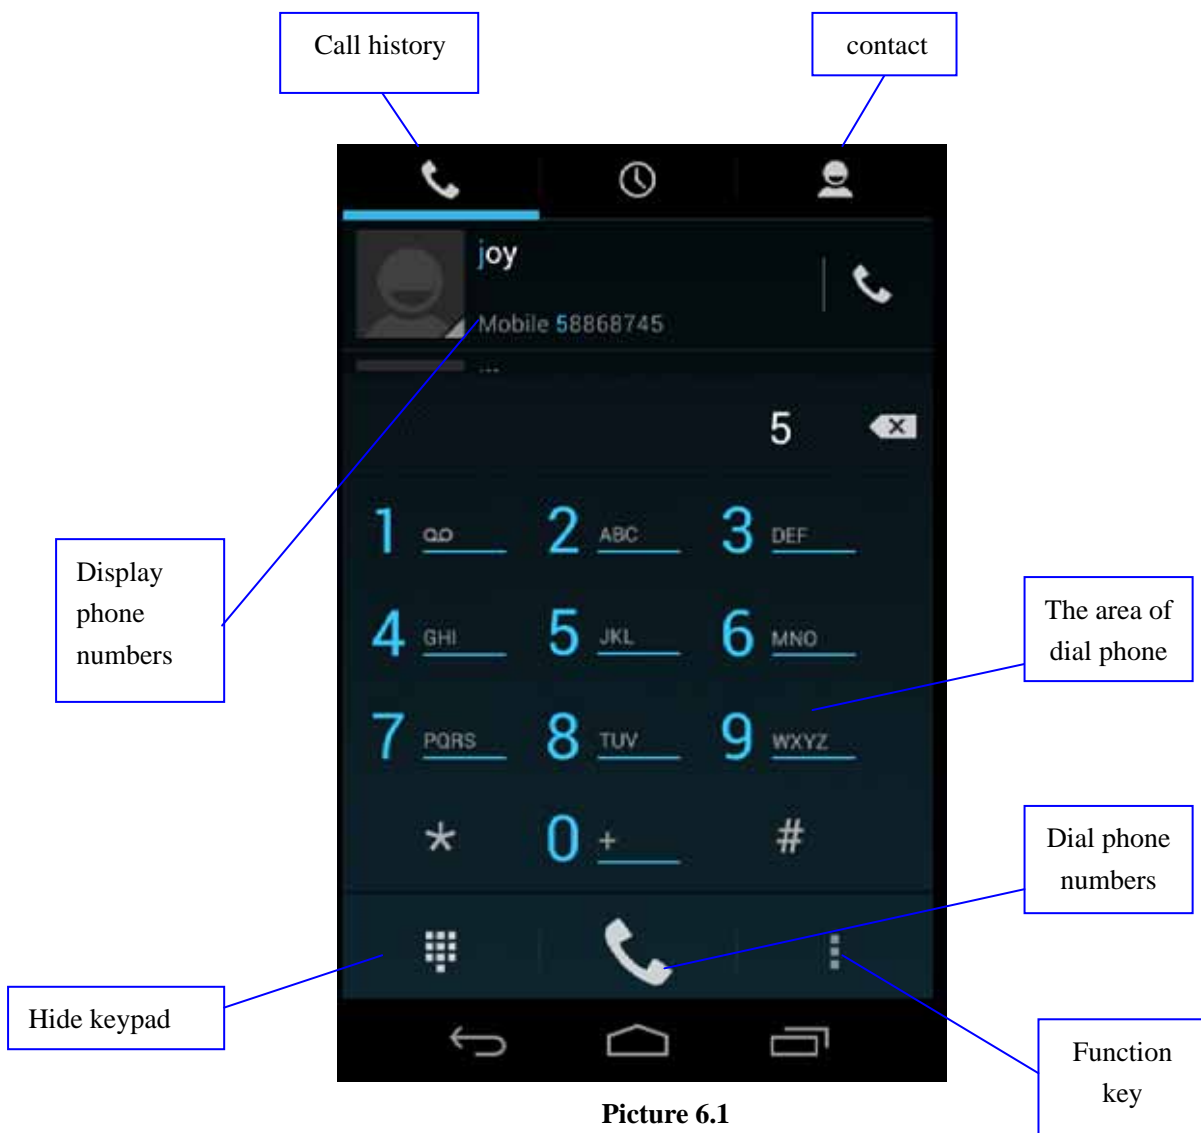 Call history
contact
joy
Mobile 58868745
...
5
1
2 ABC
3 DEF
Display
phone
numbers
4 GHI
5 JKL
6 MNO
The area of
dial phone
7 PQRS
8 TUV
9 WXYZ
* 0 + #
Dial phone
numbers
Hide keypad
Function
key
Picture 6.1